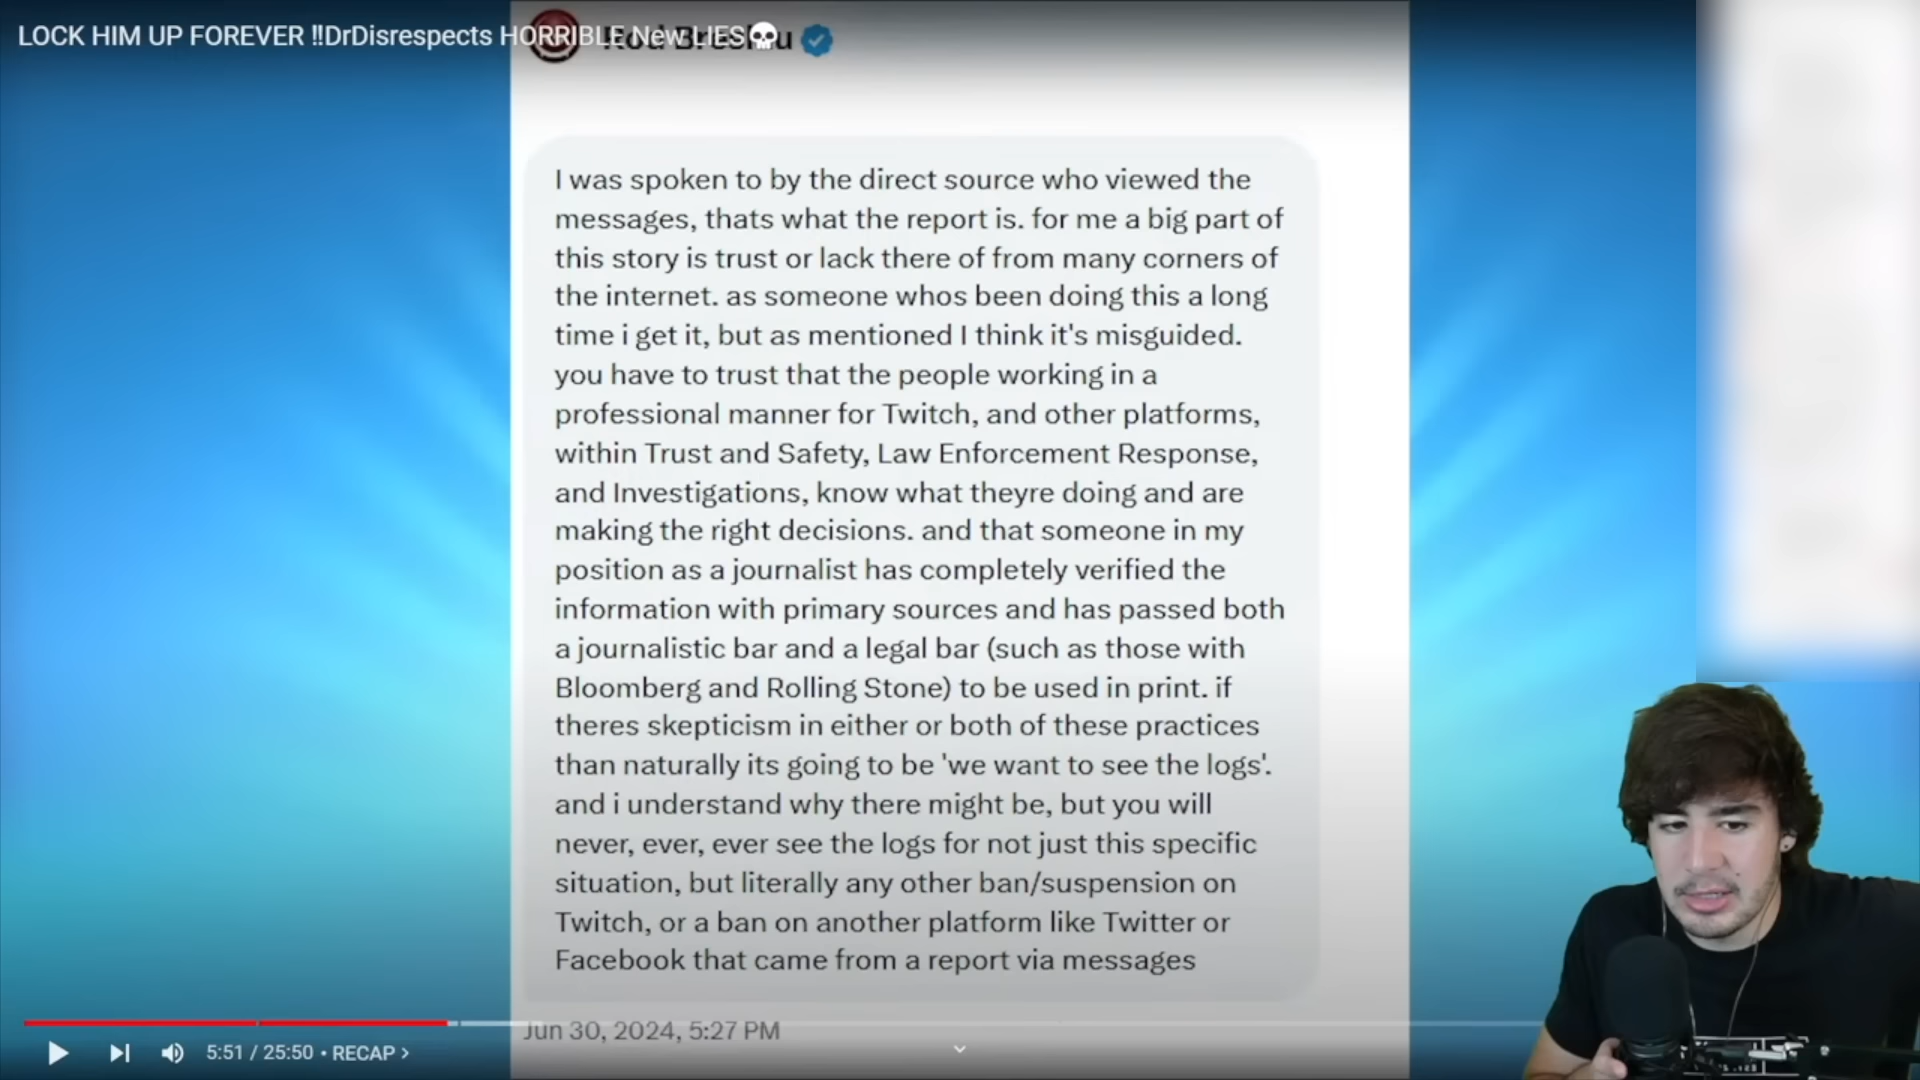 LOCK HIM UP FOREVER ‼DrDisrespects HORRIBLE New LIES💀
I was spoken to by the direct source who viewed the
messages, thats what the report is. for me a big part of
this story is trust or lack there of from many corners of
the internet. as someone whos been doing this a long
time i get it, but as mentioned I think it's misguided.
you have to trust that the people working in a
professional manner for Twitch, and other platforms,
within Trust and Safety, Law Enforcement Response,
and Investigations, know what theyre doing and are
making the right decisions. and that someone in my
position as a journalist has completely verified the
information with primary sources and has passed both
a journalistic bar and a legal bar (such as those with
Bloomberg and Rolling Stone) to be used in print. if
theres skepticism in either or both of these practices
than naturally its going to be 'we want to see the logs'.
and i understand why there might be, but you will
never, ever, ever see the logs for not just this specific
situation, but literally any other ban/suspension on
Twitch, or a ban on another platform like Twitter or
Facebook that came from a report via messages
Jun 30, 2024, 5:27 PM
5:51 / 25:50 • RECAP >